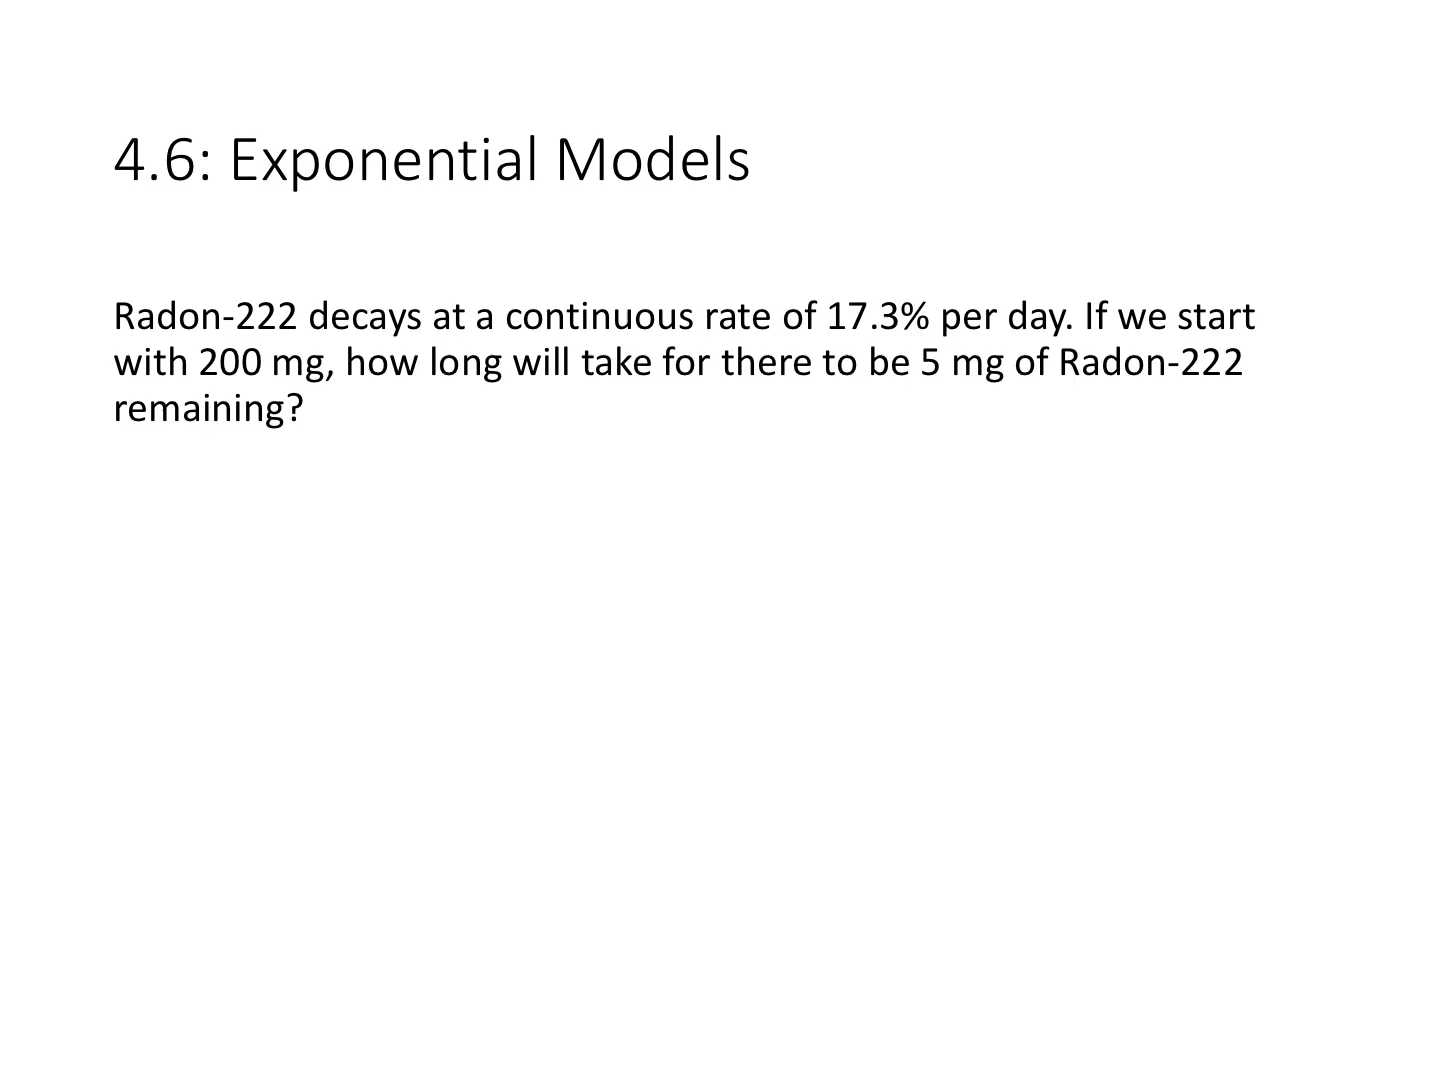 4.6: Exponential Models
Radon-222 decays at a continuous rate of 17.3% per day. If we start
with 200 mg, how long will take for there to be 5 mg of Radon-222
remaining?